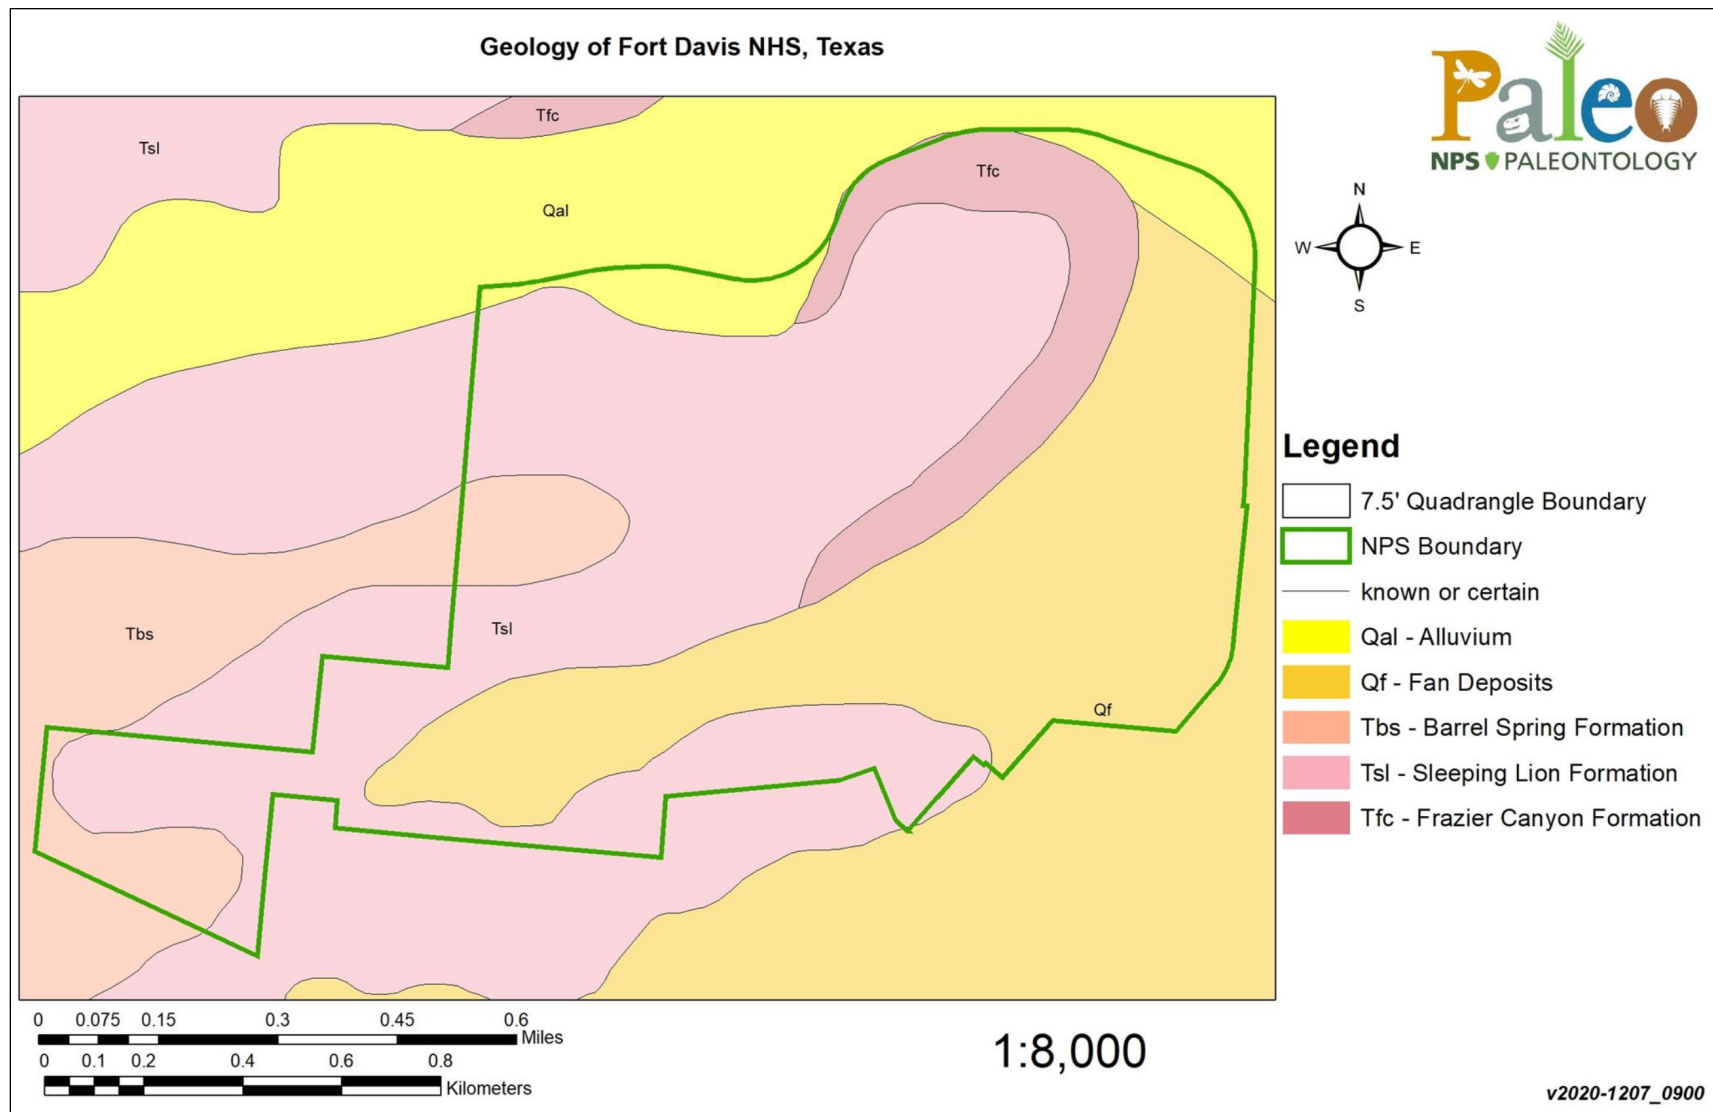 Geology of Fort Davis NHS, Texas
Paleo
NPS PALEONTOLOGY
Tfc
Tsl
Tfc
Qal
N
W E
S
Tbs
Tsl
Qf
Legend
7.5' Quadrangle Boundary
NPS Boundary
known or certain
Qal - Alluvium
Qf - Fan Deposits
Tbs - Barrel Spring Formation
Tsl - Sleeping Lion Formation
Tfc - Frazier Canyon Formation
0 0.075 0.15 0.3 0.45 0.6
Miles
0 0.1 0.2 0.4 0.6 0.8
Kilometers
1:8,000
v2020-1207_0900